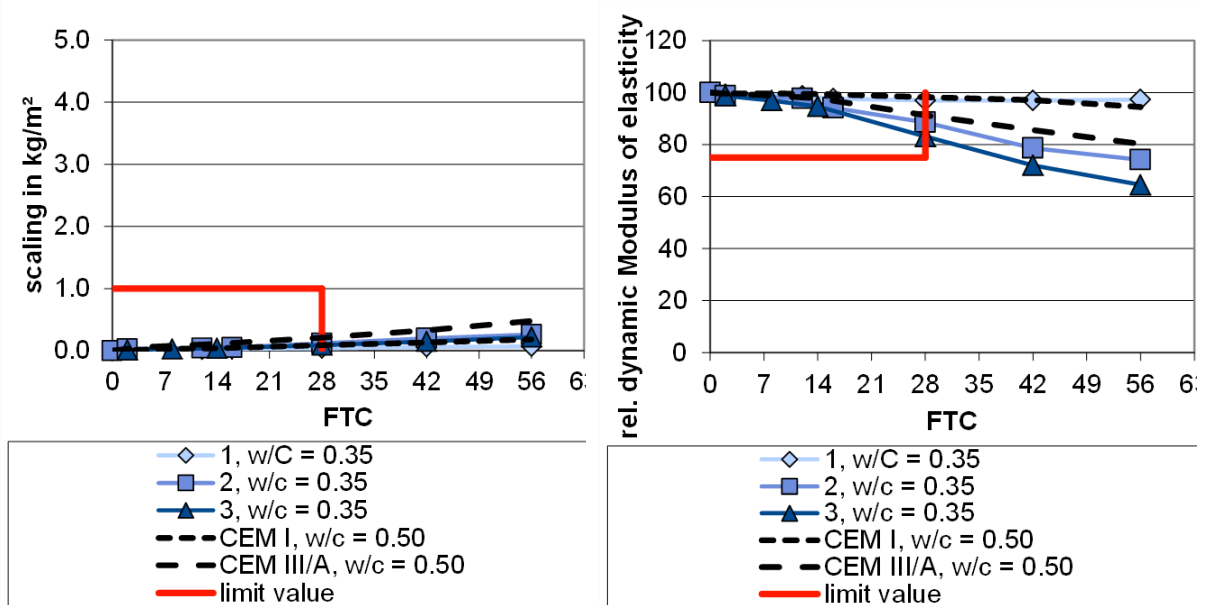 5.0
4.0
3.0
2.0
1.0
0.0
scaling in kg/m²
0 7 14 21 28 35 42 49 56 63
FTC
1, w/C = 0.35
2, w/c = 0.35
3, w/c = 0.35
CEM I, w/c = 0.50
CEM III/A, w/c = 0.50
limit value
120
100
80
60
40
20
0
rel. dynamic Modulus of elasticity
0 7 14 21 28 35 42 49 56 6
FTC
1, w/c = 0.35
2, w/c = 0.35
3, w/c = 0.35
CEM I, w/c = 0.50
CEM III/A, w/c = 0.50
limit value